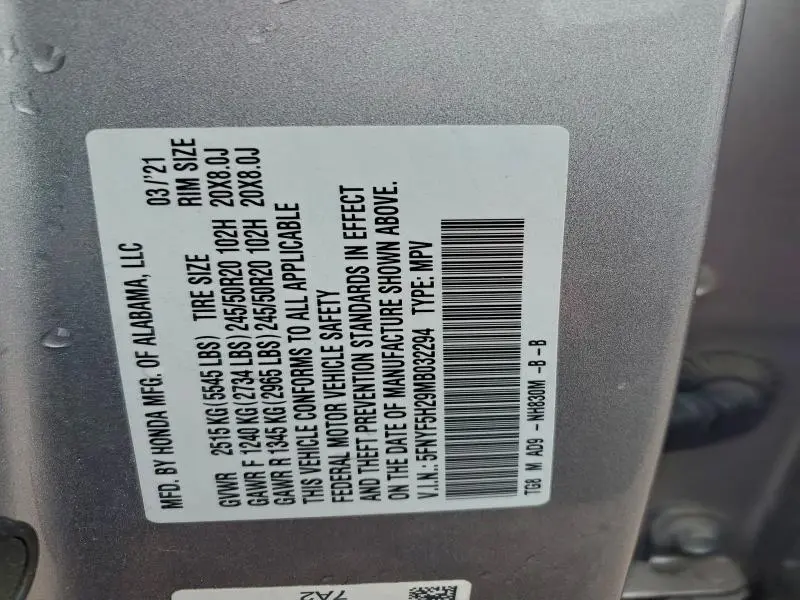 MFD. BY HONDA MFG. OF ALABAMA, LLC 03/'21
GVWR 2515 KG (5545 LBS) TIRE SIZE RIM SIZE
GAWR F 1240 KG (2734 LBS) 245/50R20 102H 20X8.0J
GAWR R 1345 KG (2965 LBS) 245/50R20 102H 20X8.0J
THIS VEHICLE CONFORMS TO ALL APPLICABLE
FEDERAL MOTOR VEHICLE SAFETY
AND THEFT PREVENTION STANDARDS IN EFFECT
ON THE DATE OF MANUFACTURE SHOWN ABOVE.
V.I.N.: 5FNYF5H29MB032294 TYPE: MPV
TG8 M AD9 - NH830M -B -B